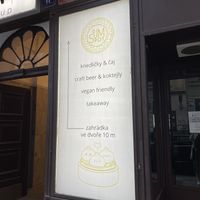 knedlíčky & čaj
craft beer & koktejly
vegan friendly
takeaway
zahrádka
ve dvoře 10 m